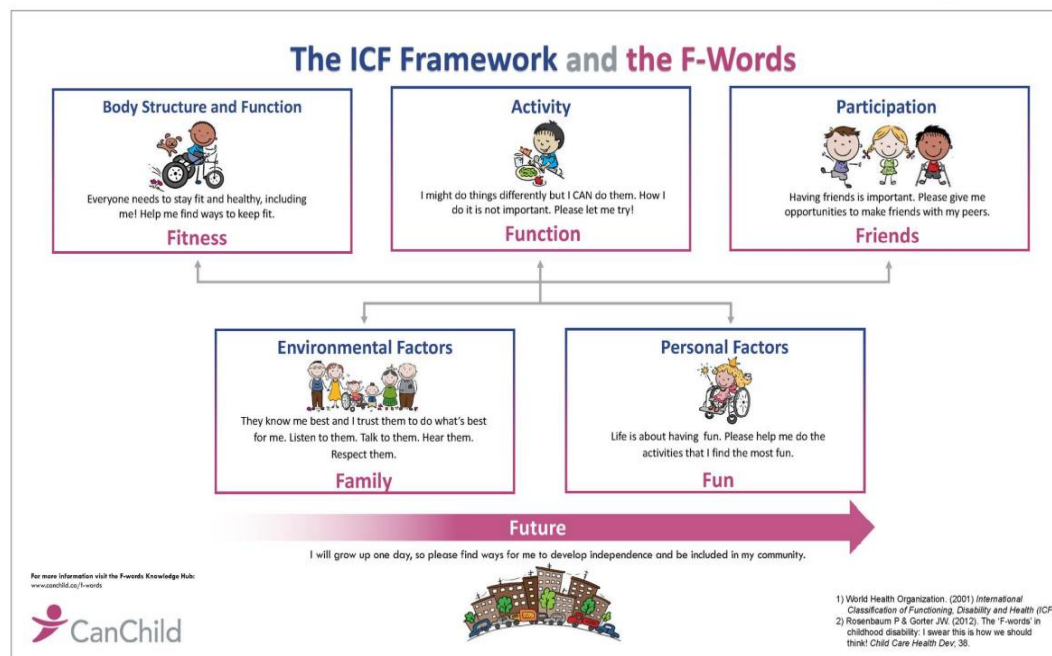 The ICF Framework and the F-Words
Body Structure and Function
Everyone needs to stay fit and healthy, including
me! Help me find ways to keep fit.
Fitness
Activity
I might do things differently but I CAN do them. How I
do it is not important. Please let me try!
Function
Participation
Having friends is important. Please give me
opportunities to make friends with my peers.
Friends
Environmental Factors
They know me best and I trust them to do what's best
for me. Listen to them. Talk to them. Hear them.
Respect them.
Family
Personal Factors
Life is about having fun. Please help me do the
activities that I find the most fun.
Fun
Future
I will grow up one day, so please find ways for me to develop independence and be included in my community.
For more information visit the F-words Knowledge Hub:
www.canchild.ca/f-words
CanChild
1) World Health Organization. (2001) International
Classification of Functioning, Disability and Health (ICF
2) Rosenbaum P & Gorter JW. (2012). The 'F-words' in
childhood disability: I swear this is how we should
think! Child Care Health Dev; 38.